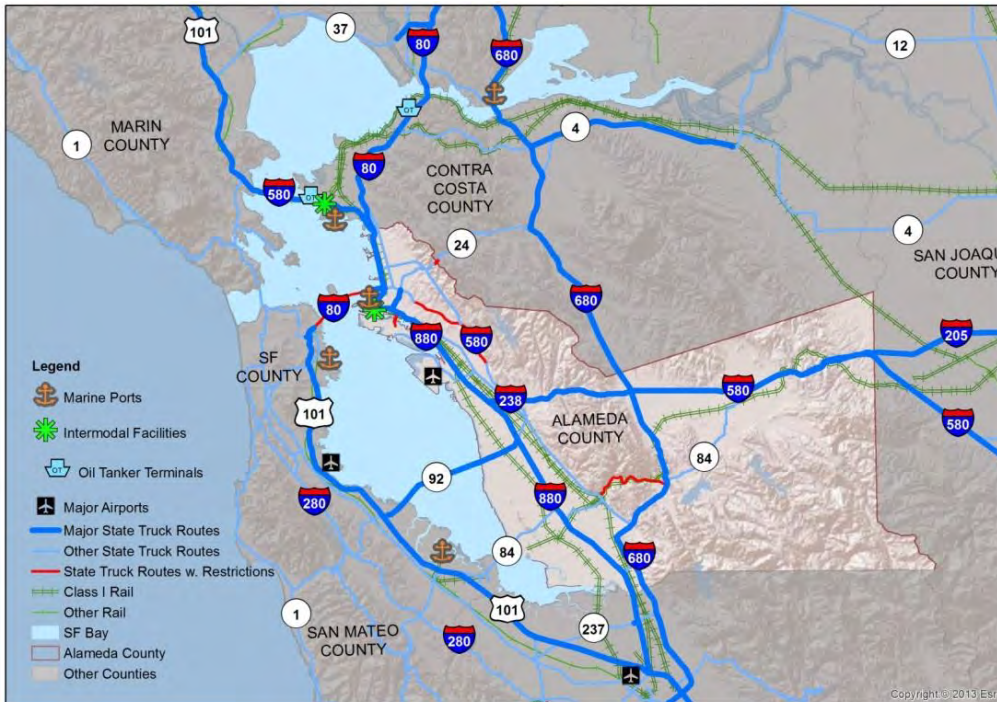 101
37
80
680
12
MARIN
COUNTY
1
4
80
CONTRA
COSTA
COUNTY
580
OT
OT
24
4
SAN JOAQU
COUNTY
680
80
880
580
205
SF
COUNTY
238
580
580
ALAMEDA
COUNTY
101
84
92
280
880
84
680
101
1
SAN MATEO
COUNTY
280
237
Legend
Marine Ports
Intermodal Facilities
OT
Oil Tanker Terminals
Major Airports
Major State Truck Routes
Other State Truck Routes
State Truck Routes w. Restrictions
Class I Rail
Other Rail
SF Bay
Alameda County
Other Counties
Copyright © 2013 Esri